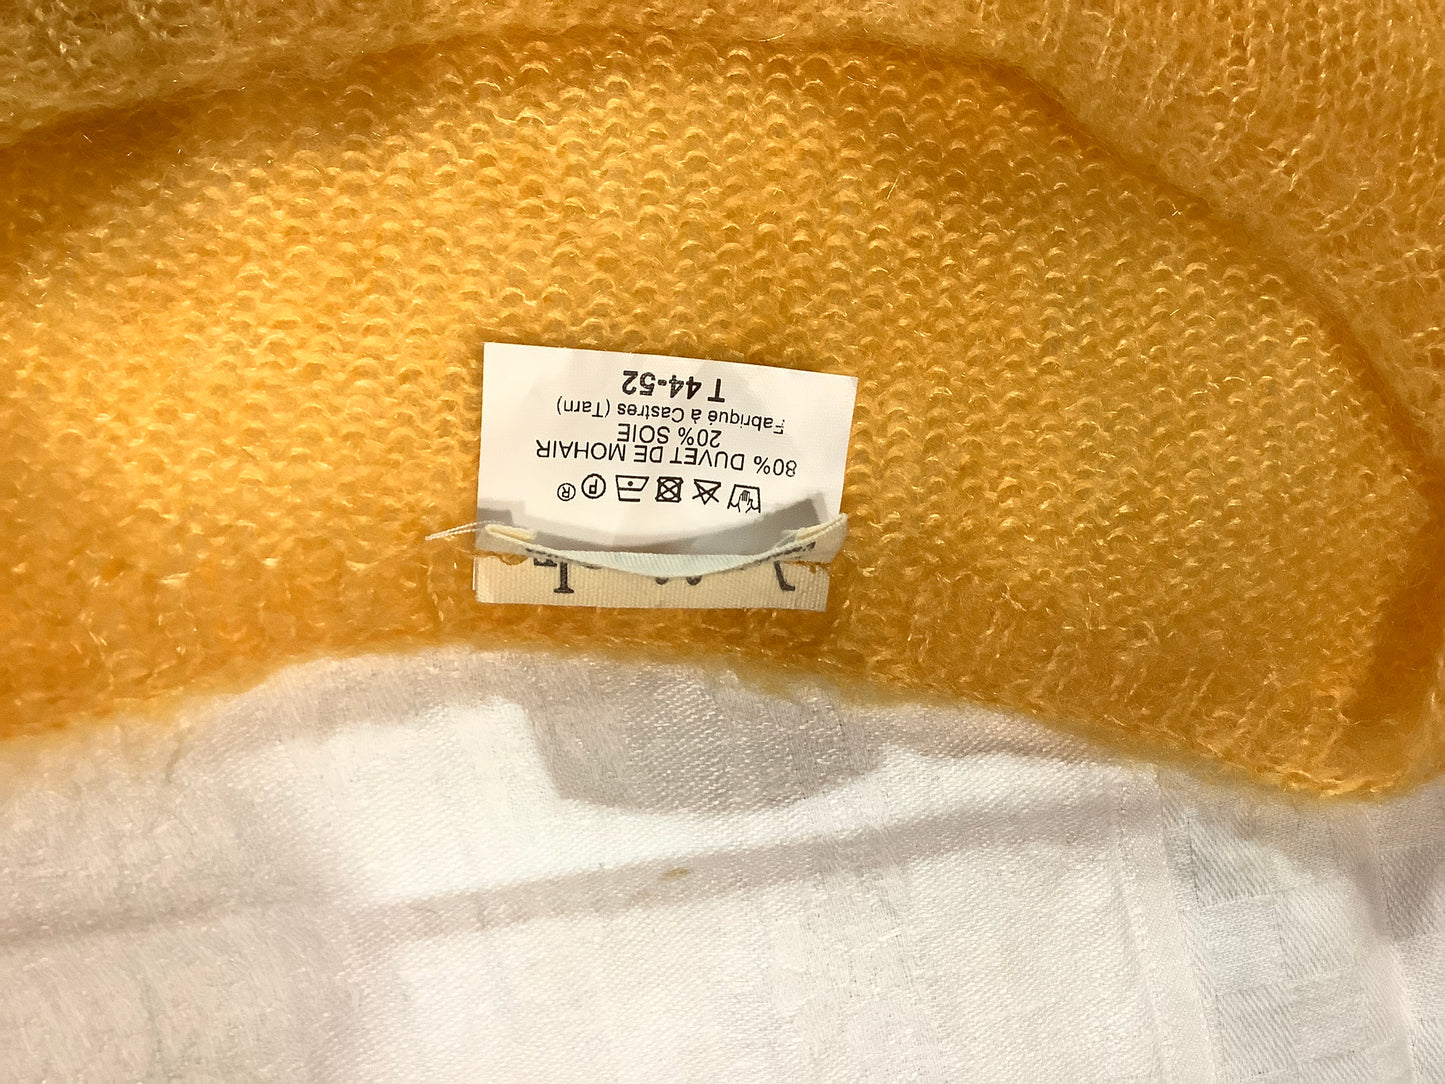 80% DUVET DE MOHAIR
20% SOIE
Fabriqué à Castres (Tarn)
T 44-52